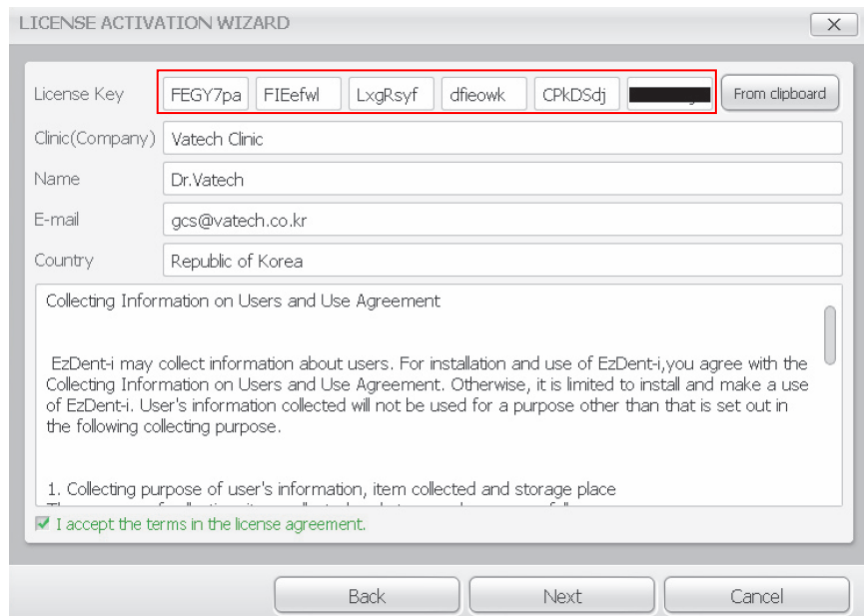 LICENSE ACTIVATION WIZARD
License Key FEGY7pa FIEefwl LxgRsyf dfieowk CPkDSdj From clipboard
Clinic(Company) Vatech Clinic
Name Dr.Vatech
E-mail gcs@vatech.co.kr
Country Republic of Korea
Collecting Information on Users and Use Agreement
EzDent-i may collect information about users. For installation and use of EzDent-i,you agree with the
Collecting Information on Users and Use Agreement. Otherwise, it is limited to install and make a use
of EzDent-i. User's information collected will not be used for a purpose other than that is set out in
the following collecting purpose.
1. Collecting purpose of user's information, item collected and storage place
I accept the terms in the license agreement.
Back Next Cancel